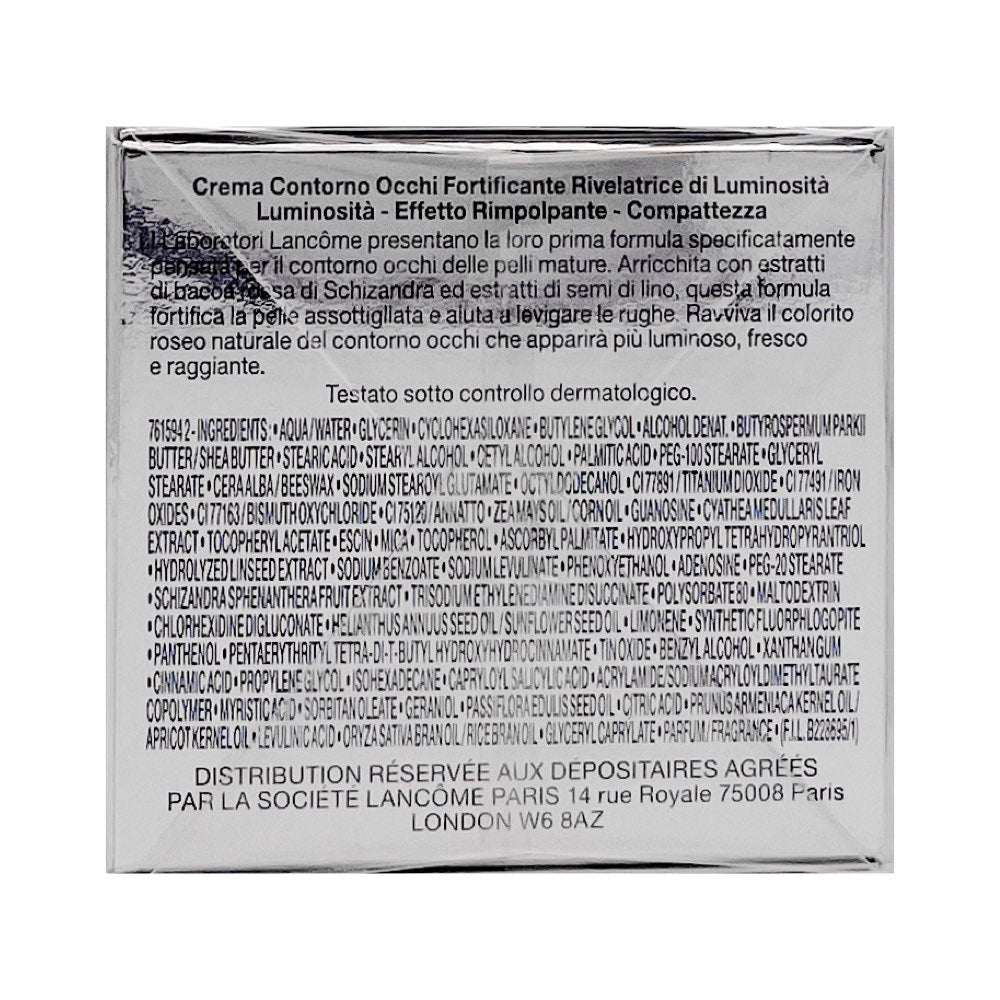 Crema Contorno Occhi Fortificante Rivelatrice di Luminosità
Luminosità - Effetto Rimpolpante - Compattezza
I Laboratori Lancôme presentano la loro prima formula specificatamente
pensata per il contorno occhi delle pelli mature. Arricchita con estratti
di bacca rossa di Schizandra ed estratti di semi di lino, questa formula
fortifica la pelle assottigliata e aiuta a levigare le rughe. Ravviva il colorito
roseo naturale del contorno occhi che apparirà più luminoso, fresco
e raggiante.
Testato sotto controllo dermatologico.
761594 2 - INGREDIENTS: • AQUA / WATER • GLYCERIN • CYCLOHEXASILOXANE • BUTYLENE GLYCOL • ALCOHOL DENAT. • BUTYROSPERMUM PARKII
BUTTER / SHEA BUTTER • STEARIC ACID • STEARYL ALCOHOL • CETYL ALCOHOL • PALMITIC ACID • PEG-100 STEARATE • GLYCERYL
STEARATE • CERA ALBA / BEESWAX • SODIUM STEAROYL GLUTAMATE • OCTYLDODECANOL • CI 77891 / TITANIUM DIOXIDE • CI 77491 / IRON
OXIDES • CI 77163 / BISMUTH OXYCHLORIDE • CI 75120 / ANNATTO • ZEA MAYS OIL / CORN OIL • GUANOSINE • CYATHEA MEDULLARIS LEAF
EXTRACT • TOCOPHERYL ACETATE • ESCIN • MICA • TOCOPHEROL • ASCORBYL PALMITATE • HYDROXYPROPYL TETRAHYDROPYRANTRIOL
• HYDROLYZED LINSEED EXTRACT • SODIUM BENZOATE • SODIUM LEVULINATE • PHENOXYETHANOL • ADENOSINE • PEG-20 STEARATE
• SCHIZANDRA SPHENANTHERA FRUIT EXTRACT • TRISODIUM ETHYLENEDIAMINE DISUCCINATE • POLYSORBATE 80 • MALTODEXTRIN
• CHLORHEXIDINE DIGLUCONATE • HELIANTHUS ANNUUS SEED OIL / SUNFLOWER SEED OIL • LIMONENE • SYNTHETIC FLUORPHLOGOPITE
• PANTHENOL • PENTAERYTHRITYL TETRA-DI-T-BUTYL HYDROXYHYDROCINNAMATE • TIN OXIDE • BENZYL ALCOHOL • XANTHAN GUM
• CINNAMIC ACID • PROPYLENE GLYCOL • ISOHEXADECANE • CAPRYLOYL SALICYLIC ACID • ACRYLAMIDE / SODIUM ACRYLOYLDIMETHYLTAURATE
COPOLYMER • MYRISTIC ACID • SORBITAN OLEATE • GERANIOL • PASSIFLORA EDULIS SEED OIL • CITRIC ACID • PRUNUS ARMENIACA KERNEL OIL /
APRICOT KERNEL OIL • LEVULINIC ACID • ORYZA SATIVA BRAN OIL / RICE BRAN OIL • GLYCERYL CAPRYLATE • PARFUM / FRAGRANCE • (F.I.L. B228695/1)
DISTRIBUTION RÉSERVÉE AUX DÉPOSITAIRES AGRÉÉS
PAR LA SOCIÉTÉ LANCÔME PARIS 14 rue Royale 75008 Paris
LONDON W6 8AZ